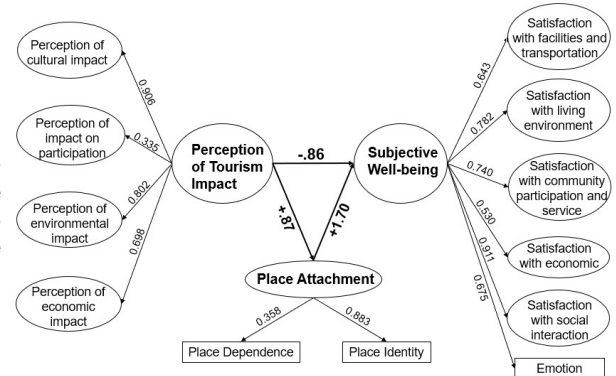 Perception of
cultural impact
Perception of
impact on
participation
Perception of
environmental
impact
Perception of
economic
impact
0.906
0.335
0.802
0.698
Perception
of Tourism
Impact
-.86
+.87
+1.70
Subjective
Well-being
Place Attachment
0.358
0.883
Place Dependence
Place Identity
0.643
0.782
0.740
0.530
0.911
0.675
Satisfaction
with facilities and
transportation
Satisfaction
with living
environment
Satisfaction
with community
participation and
service
Satisfaction
with economic
Satisfaction
with social
interaction
Emotion